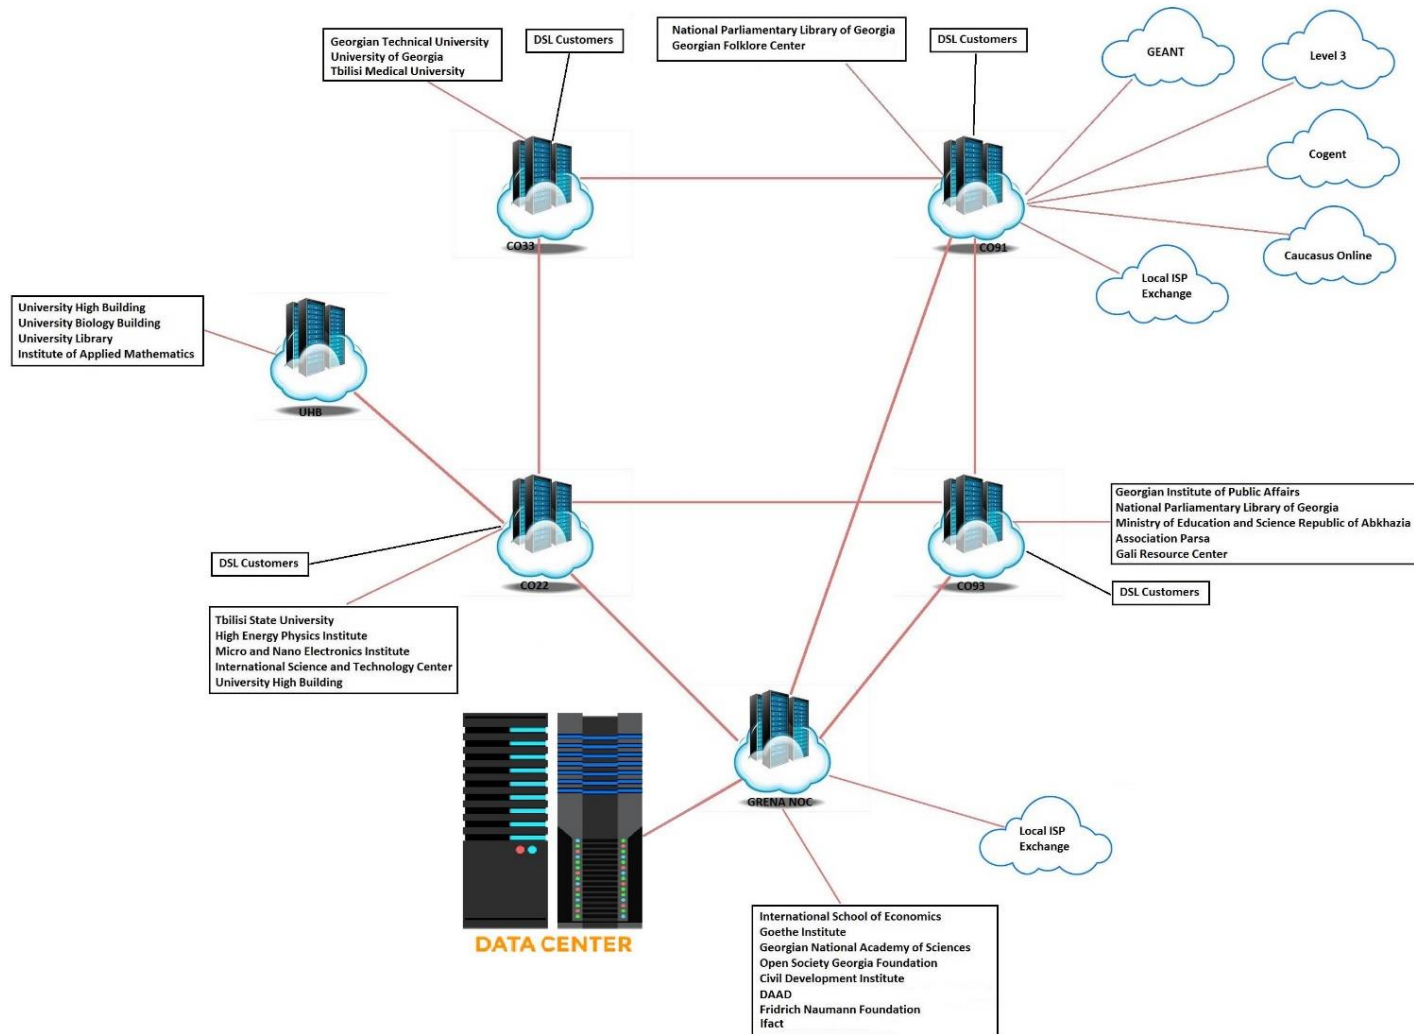 Georgian Technical University
University of Georgia
Tbilisi Medical University
DSL Customers
National Parliamentary Library of Georgia
Georgian Folklore Center
DSL Customers
GEANT
Level 3
Cogent
Caucasus Online
Local ISP
Exchange
CO33
CO91
University High Building
University Biology Building
University Library
Institute of Applied Mathematics
UHB
DSL Customers
CO22
Tbilisi State University
High Energy Physics Institute
Micro and Nano Electronics Institute
International Science and Technology Center
University High Building
CO93
Georgian Institute of Public Affairs
National Parliamentary Library of Georgia
Ministry of Education and Science Republic of Abkhazia
Association Parsa
Gali Resource Center
DSL Customers
GRENA NOC
Local ISP
Exchange
DATA CENTER
International School of Economics
Goethe Institute
Georgian National Academy of Sciences
Open Society Georgia Foundation
Civil Development Institute
DAAD
Fridrich Naumann Foundation
Ifact